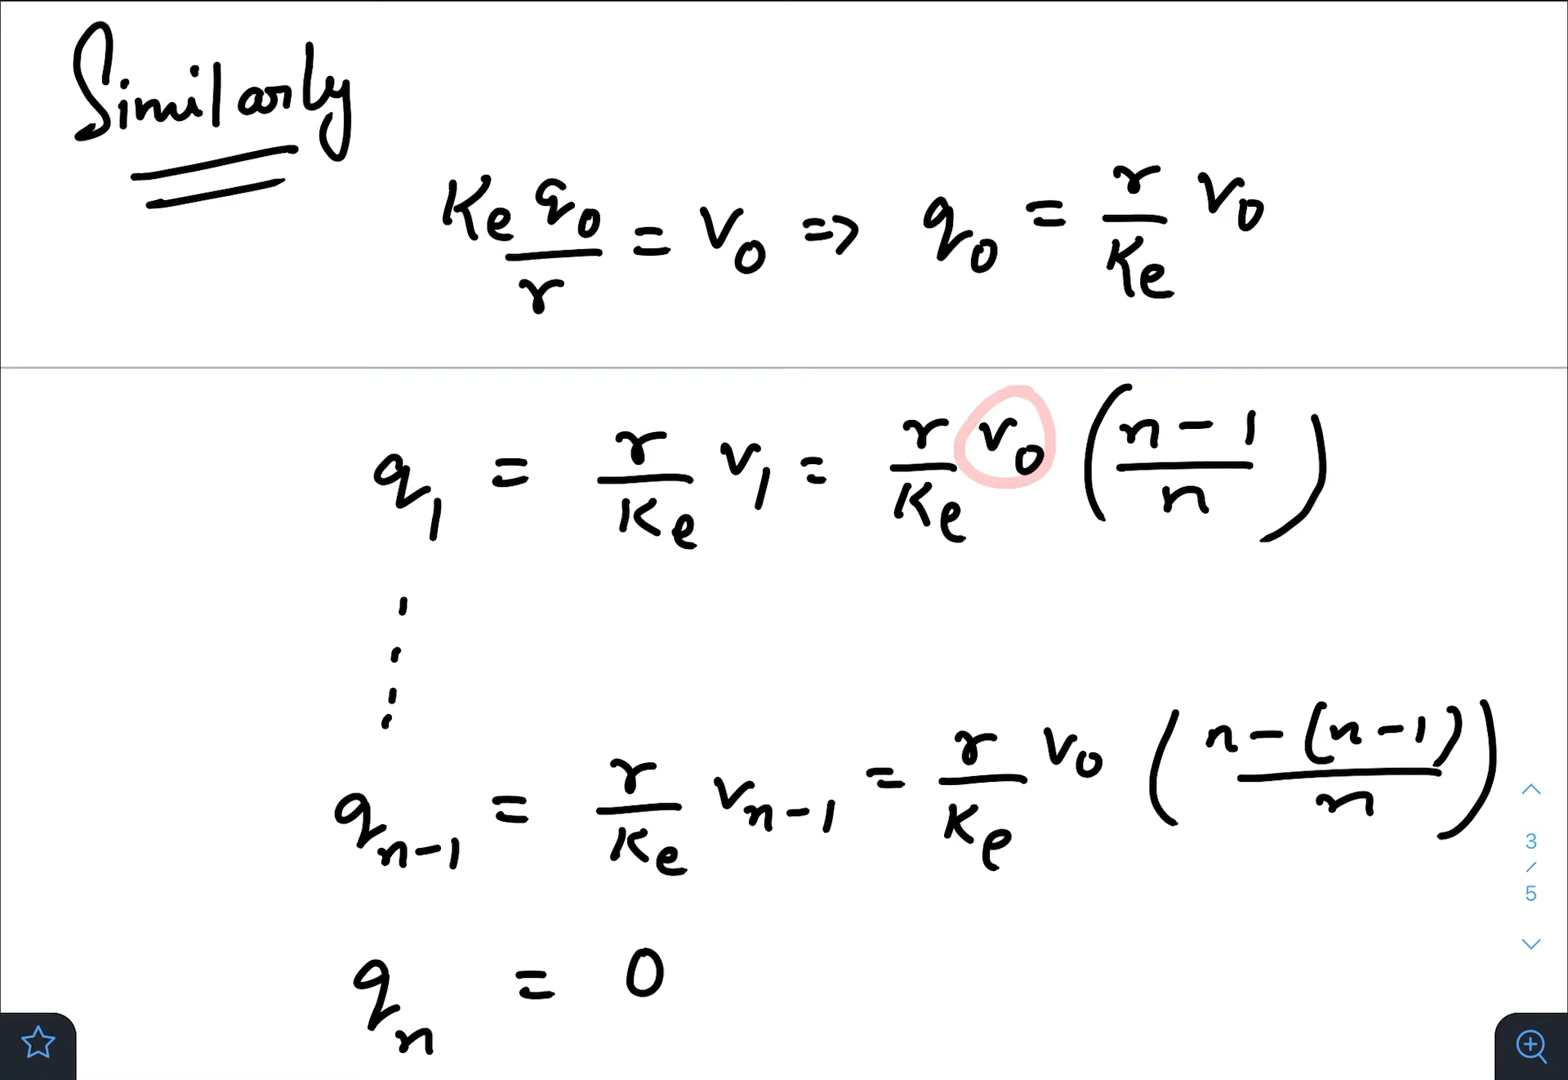 Similarly
Ke q0 / r = V0 => q0 = r / Ke V0
q1 = r / Ke V1 = r / Ke V0 ( n - 1 / n )
qn-1 = r / Ke Vn-1 = r / Ke V0 ( n - (n-1) / n )
qn = 0
3
/
5